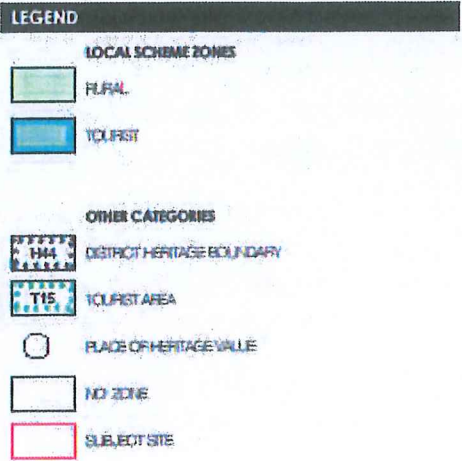 LEGEND
LOCAL SCHEME ZONES
RURAL
TOURIST
OTHER CATEGORIES
H44 DISTRICT HERITAGE BOUNDARY
T15 TOURIST AREA
PLACE OF HERITAGE VALUE
NO ZONE
SUBJECT SITE